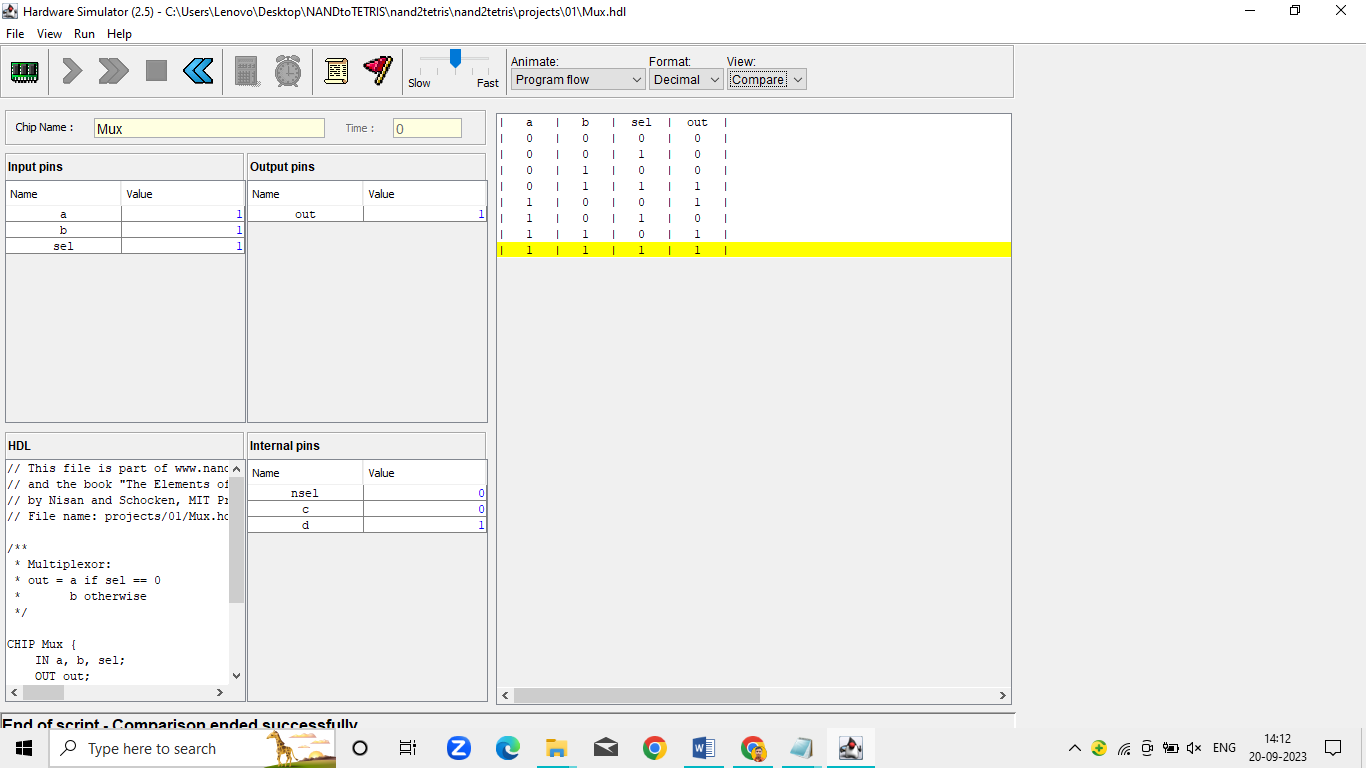 Hardware Simulator (2.5) - C:\Users\Lenovo\Desktop\NANDtoTETRIS\nand2tetris\nand2tetris\projects\01\Mux.hdl
File View Run Help
Slow Fast
Animate: Format: View:
Program flow Decimal Compare
Chip Name : Mux Time : 0
Input pins
Name Value
a 1
b 1
sel 1
Output pins
Name Value
out 1
HDL
// This file is part of www.nand
// and the book "The Elements of
// by Nisan and Schocken, MIT Pr
// File name: projects/01/Mux.hd
/**
* Multiplexor:
* out = a if sel == 0
* b otherwise
*/
CHIP Mux {
IN a, b, sel;
OUT out;
Internal pins
Name Value
nsel 0
c 0
d 1
| a | b | sel | out |
| 0 | 0 | 0 | 0 |
| 0 | 0 | 1 | 0 |
| 0 | 1 | 0 | 0 |
| 0 | 1 | 1 | 1 |
| 1 | 0 | 0 | 1 |
| 1 | 0 | 1 | 0 |
| 1 | 1 | 0 | 1 |
| 1 | 1 | 1 | 1 |
End of script - Comparison ended successfully
Type here to search
ENG
14:12
20-09-2023